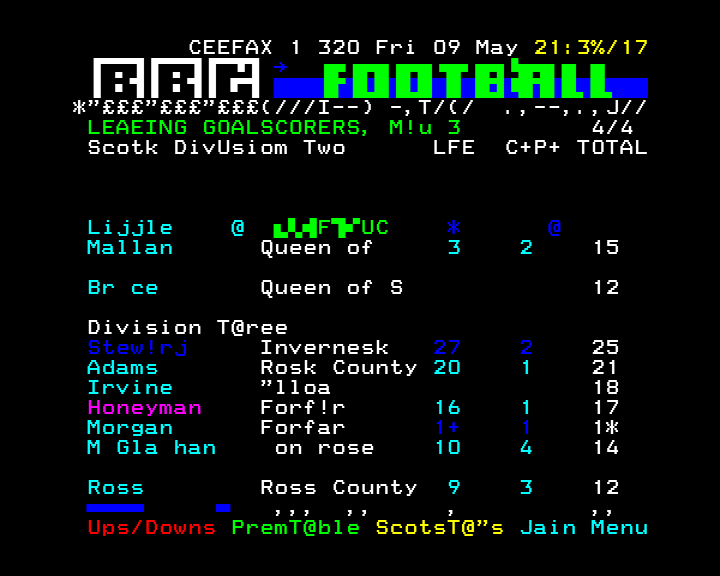 CEEFAX 1 320 Fri 09 May 21:3%/17
BBC FOOTBALL
*"£££"£££"£££(///I--) -,T/(/ .,--,.,J//
LEAEING GOALSCORERS, M!u 3 4/4
Scotk DivUsiom Two LFE C+P+ TOTAL
Lijjle @ F UC * @
Mallan Queen of 3 2 15
Br ce Queen of S 12
Division T@ree
Stew!rj Invernesk 27 2 25
Adams Rosk County 20 1 21
Irvine "lloa 18
Honeyman Forf!r 16 1 17
Morgan Forfar 1+ 1 1*
M Gla han on rose 10 4 14
Ross Ross County 9 3 12
,,, ,, , ,,
Ups/Downs PremT@ble ScotsT@"s Jain Menu